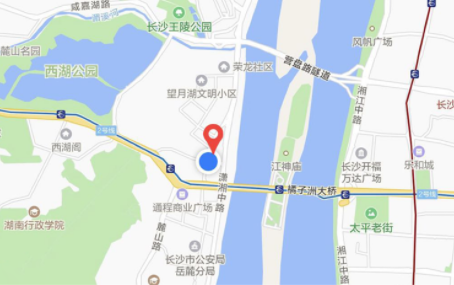 咸嘉湖路
长沙王陵公园
风帆广场
荣龙社区
营盘路隧道
麓山名园
西湖公园
望月湖文明小区
湘江中路
2号线
西湖阁
江神庙
长沙开福
万达广场
乐和城
潇湘中路
橘子洲大桥
2号线
通程商业广场
湖南行政学院
太平老街
麓山路
长沙市公安局
岳麓分局
湘江中路